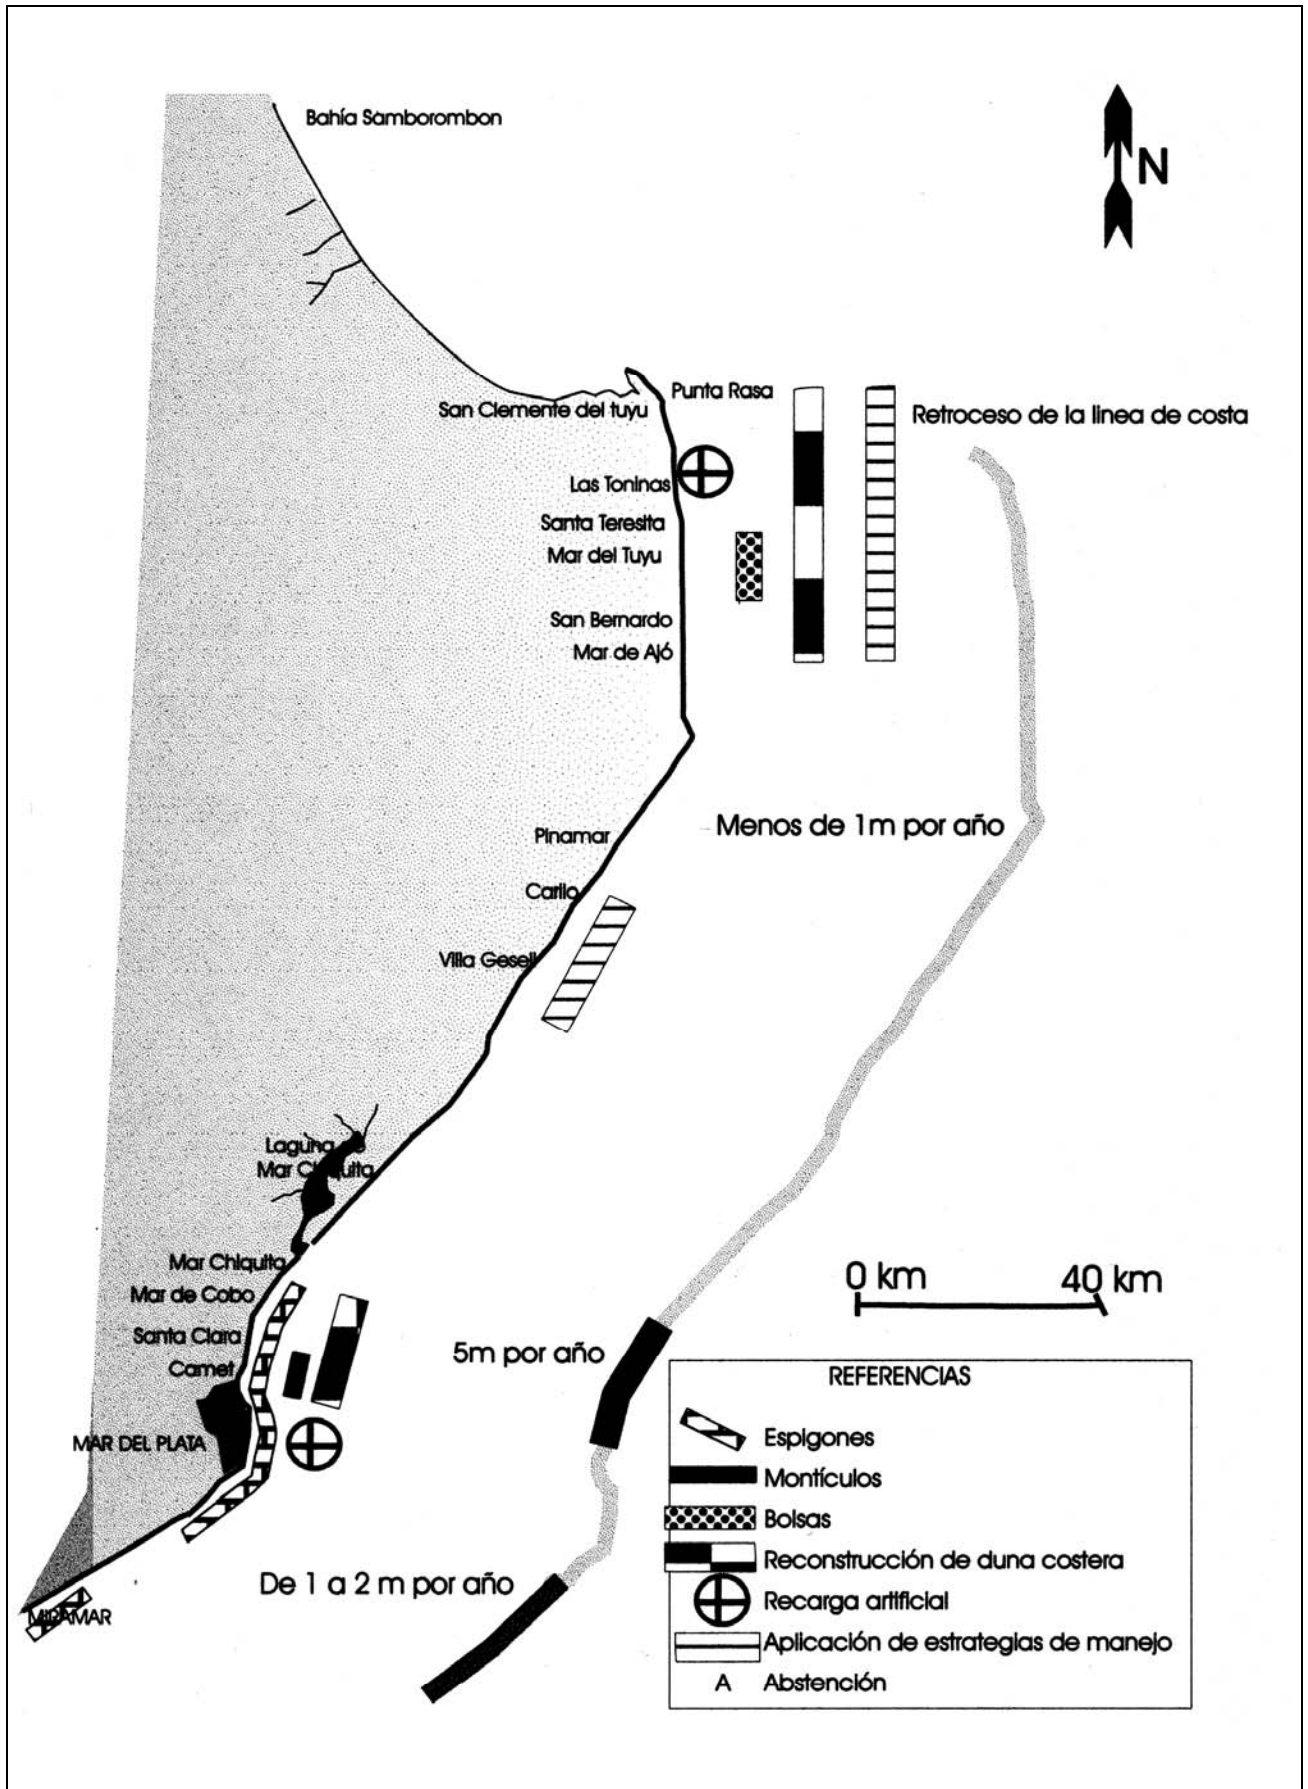 Bahía Samborombon
N
Punta Rasa
San Clemente del tuyu
Retroceso de la linea de costa
Las Toninas
Santa Teresita
Mar del Tuyu
San Bernardo
Mar de Ajó
Menos de 1m por año
Pinamar
Carilo
Villa Gesell
Laguna de
Mar Chiquita
Mar Chiquita
Mar de Cobo
Santa Clara
Camet
MAR DEL PLATA
0 km 40 km
5m por año
De 1 a 2 m por año
MIRAMAR
REFERENCIAS
Espigones
Montículos
Bolsas
Reconstrucción de duna costera
Recarga artificial
Aplicación de estrategias de manejo
A Abstención